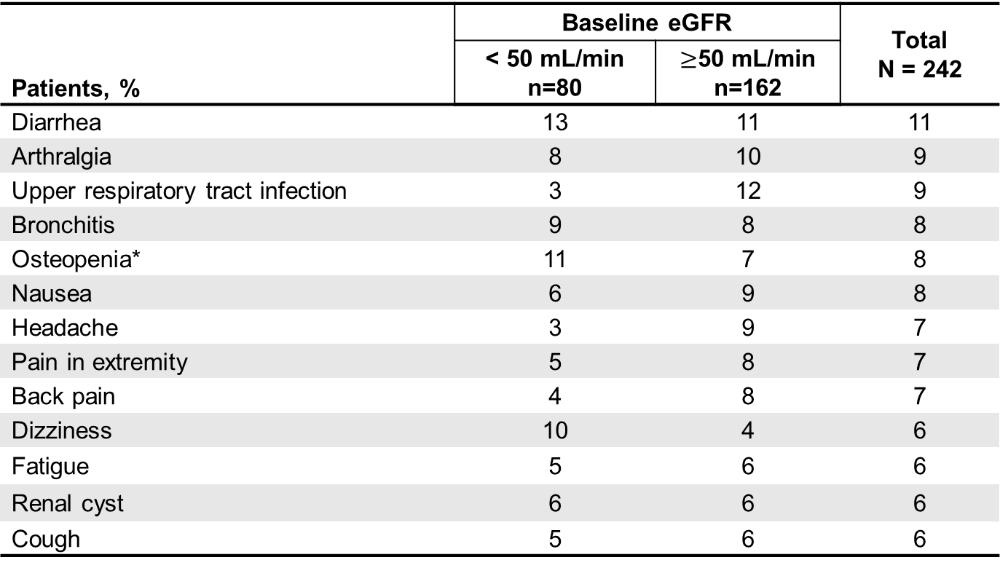 Baseline eGFR
Total
N = 242
Patients, %
< 50 mL/min
n=80
≥50 mL/min
n=162
Diarrhea 13 11 11
Arthralgia 8 10 9
Upper respiratory tract infection 3 12 9
Bronchitis 9 8 8
Osteopenia* 11 7 8
Nausea 6 9 8
Headache 3 9 7
Pain in extremity 5 8 7
Back pain 4 8 7
Dizziness 10 4 6
Fatigue 5 6 6
Renal cyst 6 6 6
Cough 5 6 6